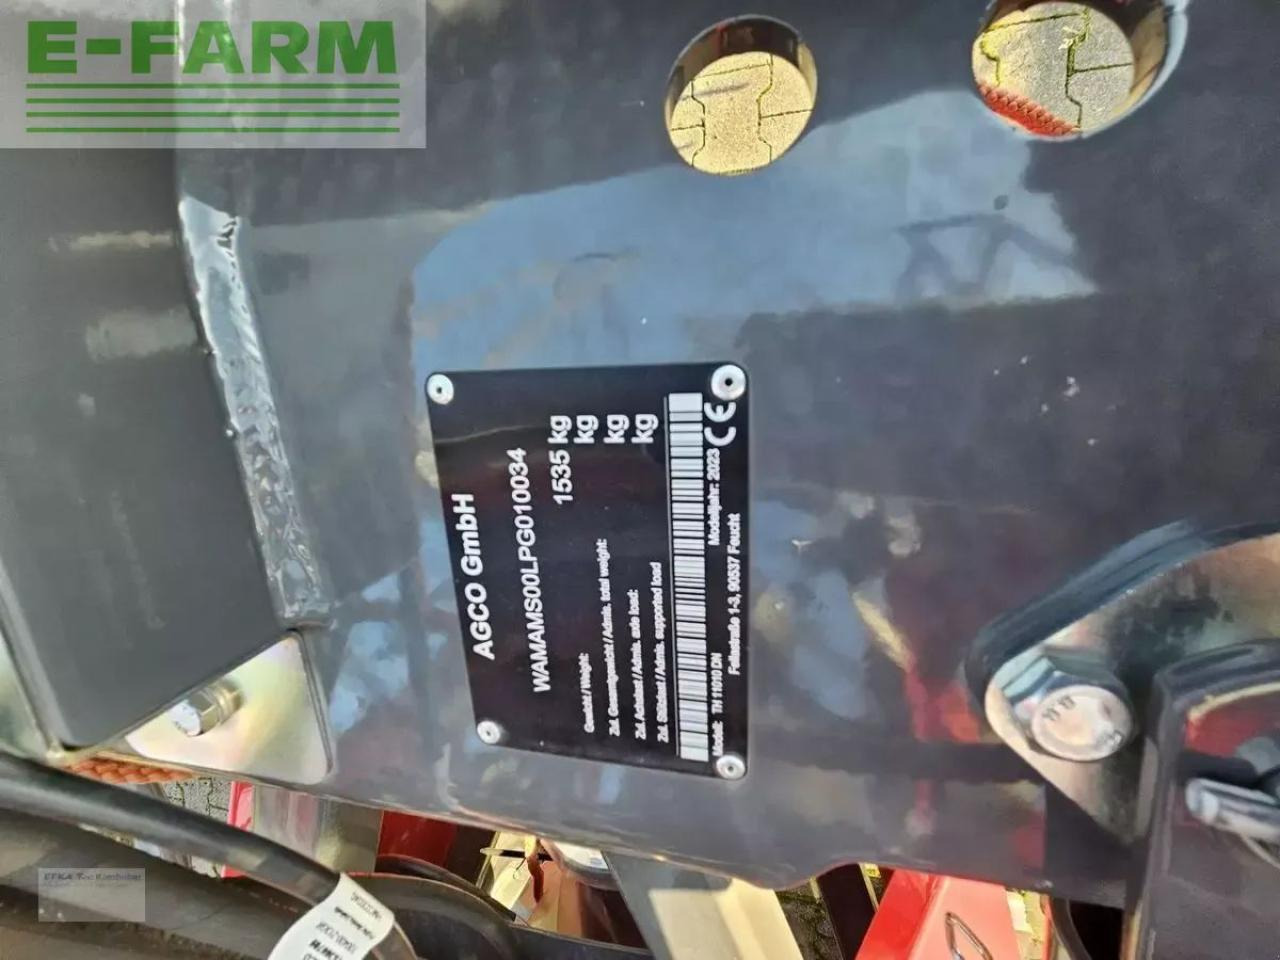 E-FARM
AGCO GmbH
WAMAMS00LPG010034
Gewicht / Weight: 1535 kg
Zul. Gesamtgewicht / Admis. total weight: kg
Zul. Achslast / Admis. axle load: kg
Zul. Stützlast / Admis. supported load kg
Model: TH 11010 DN Modelljahr: 2023
Fellastraße 1-3, 90537 Feucht
CE